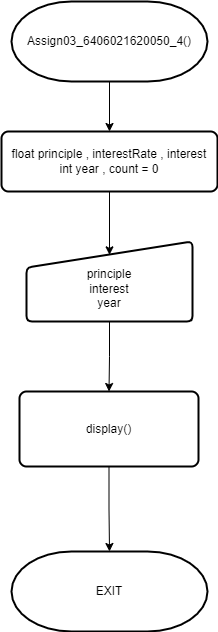 Assign03_6406021620050_4()
float principle , interestRate , interest
int year , count = 0
principle
interest
year
display()
EXIT